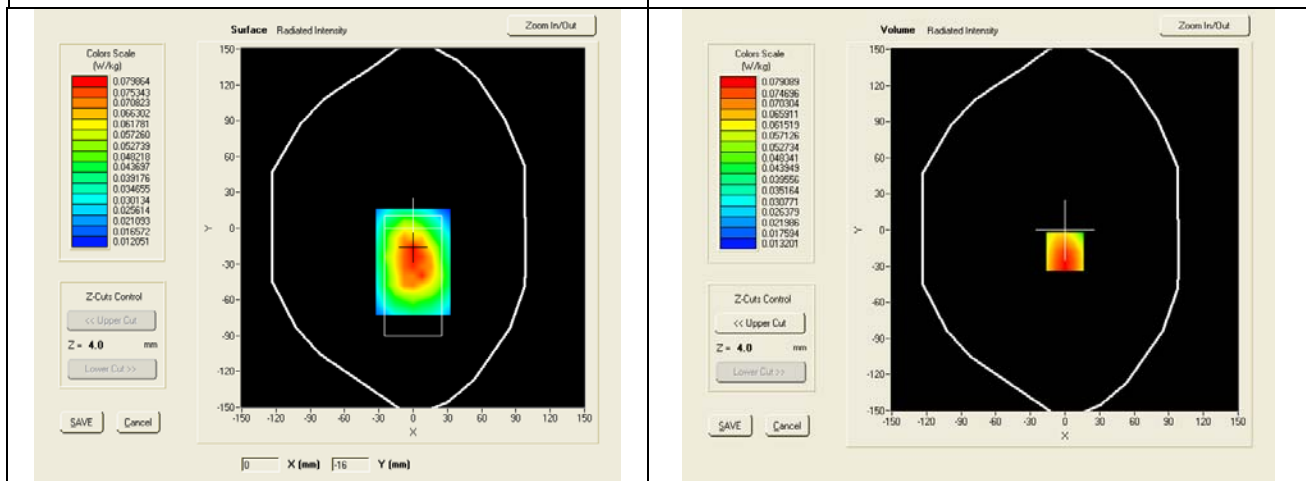 Surface Radiated Intensity
Zoom In/Out
Colors Scale
(W/kg)
0.079864
0.075343
0.070823
0.066302
0.061781
0.057260
0.052739
0.048218
0.043697
0.039176
0.034655
0.030134
0.025614
0.021093
0.016572
0.012051
Z-Cuts Control
<< Upper Cut
Z = 4.0 mm
Lower Cut >>
SAVE
Cancel
150
120
90
60
30
0
-30
-60
-90
-120
-150
Y
-150 -120 -90 -60 -30 0 30 60 90 120 150
X
0 X (mm) -16 Y (mm)
Volume Radiated Intensity
Zoom In/Out
Colors Scale
(W/kg)
0.079089
0.074696
0.070304
0.065911
0.061519
0.057126
0.052734
0.048341
0.043949
0.039556
0.035164
0.030771
0.026379
0.021986
0.017594
0.013201
Z-Cuts Control
<< Upper Cut
Z = 4.0 mm
Lower Cut >>
SAVE
Cancel
150
120
90
60
30
0
-30
-60
-90
-120
-150
Y
-150 -120 -90 -60 -30 0 30 60 90 120 150
X